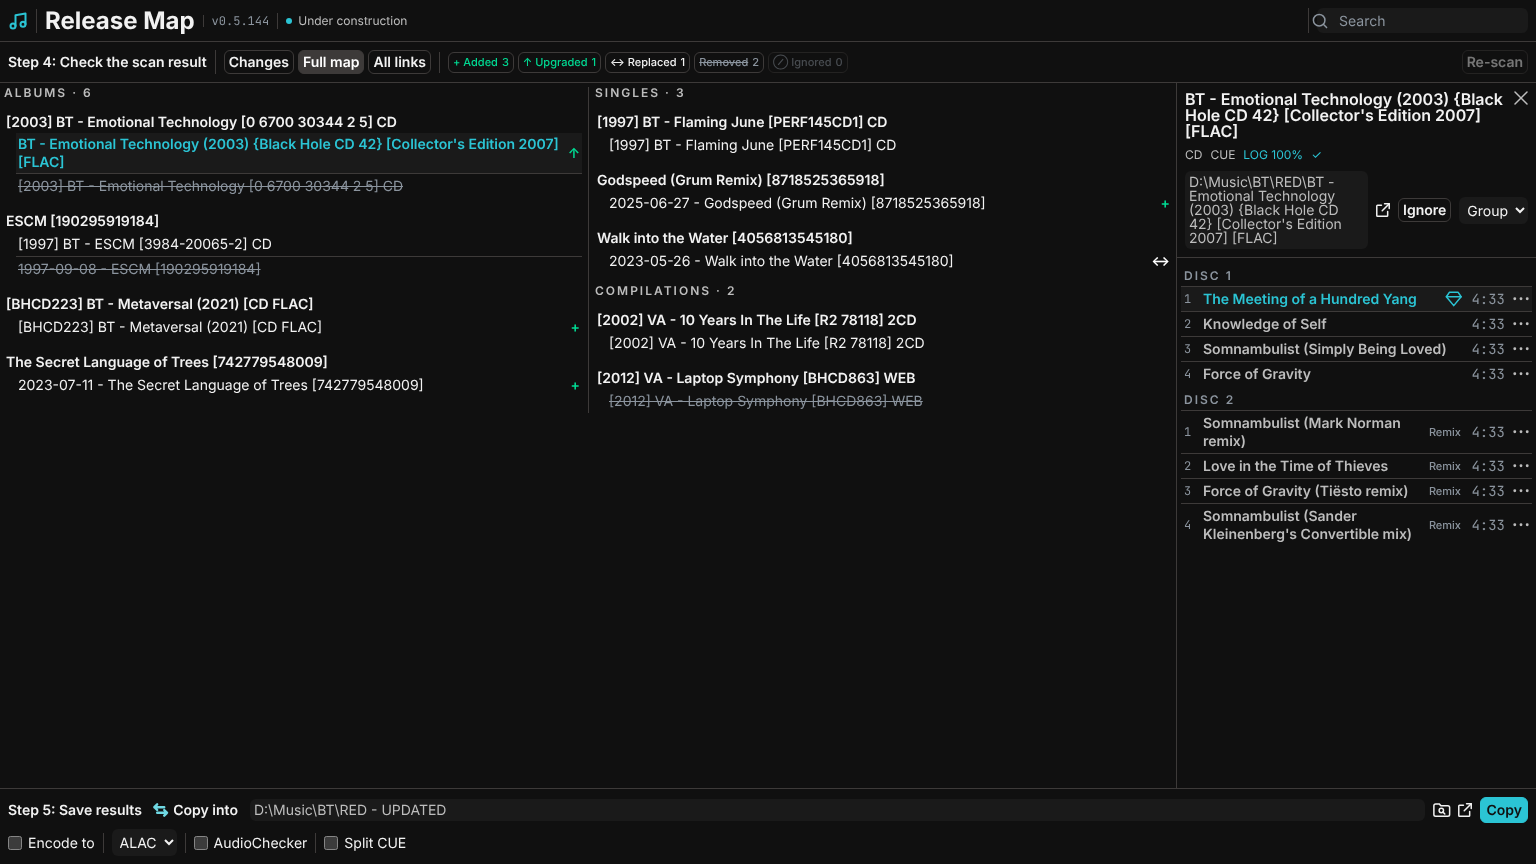 Release Map
v0.5.144
Under construction
Search
Step 4: Check the scan result
Changes
Full map
All links
+ Added 3
↑ Upgraded 1
↔ Replaced 1
Removed 2
Ignored 0
Re-scan
ALBUMS · 6
[2003] BT - Emotional Technology [0 6700 30344 2 5] CD
BT - Emotional Technology (2003) {Black Hole CD 42} [Collector's Edition 2007]
[FLAC]
↑
[2003] BT - Emotional Technology [0 6700 30344 2 5] CD
ESCM [190295919184]
[1997] BT - ESCM [3984-20065-2] CD
1997-09-08 - ESCM [190295919184]
[BHCD223] BT - Metaversal (2021) [CD FLAC]
[BHCD223] BT - Metaversal (2021) [CD FLAC]
+
The Secret Language of Trees [742779548009]
2023-07-11 - The Secret Language of Trees [742779548009]
+
SINGLES · 3
[1997] BT - Flaming June [PERF145CD1] CD
[1997] BT - Flaming June [PERF145CD1] CD
Godspeed (Grum Remix) [8718525365918]
2025-06-27 - Godspeed (Grum Remix) [8718525365918]
+
Walk into the Water [4056813545180]
2023-05-26 - Walk into the Water [4056813545180]
↔
COMPILATIONS · 2
[2002] VA - 10 Years In The Life [R2 78118] 2CD
[2002] VA - 10 Years In The Life [R2 78118] 2CD
[2012] VA - Laptop Symphony [BHCD863] WEB
[2012] VA - Laptop Symphony [BHCD863] WEB
BT - Emotional Technology (2003) {Black
Hole CD 42} [Collector's Edition 2007]
[FLAC]
CD CUE LOG 100% ✓
D:\Music\BT\RED\BT -
Emotional Technology
(2003) {Black Hole CD
42} [Collector's Edition
2007] [FLAC]
Ignore
Group
DISC 1
1 The Meeting of a Hundred Yang 4:33 ···
2 Knowledge of Self 4:33 ···
3 Somnambulist (Simply Being Loved) 4:33 ···
4 Force of Gravity 4:33 ···
DISC 2
1 Somnambulist (Mark Norman
remix) Remix 4:33 ···
2 Love in the Time of Thieves Remix 4:33 ···
3 Force of Gravity (Tiësto remix) Remix 4:33 ···
4 Somnambulist (Sander
Kleinenberg's Convertible mix) Remix 4:33 ···
Step 5: Save results
Copy into
D:\Music\BT\RED - UPDATED
Copy
Encode to
ALAC
AudioChecker
Split CUE